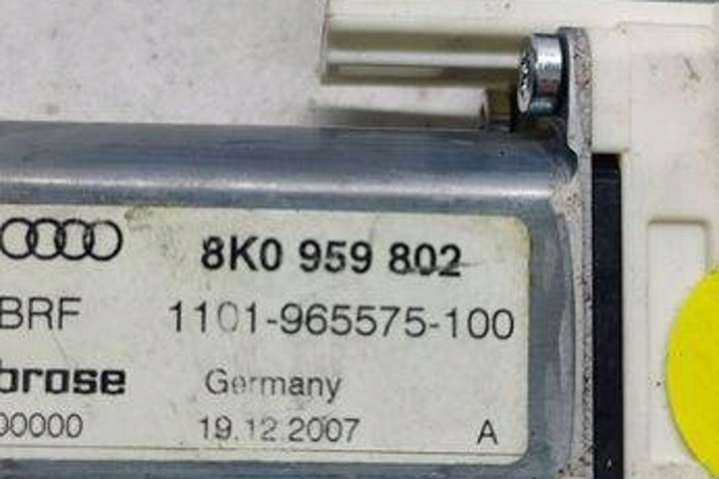 8K0 959 802
BRF 1101-965575-100
brose Germany
00000 19.12.2007 A